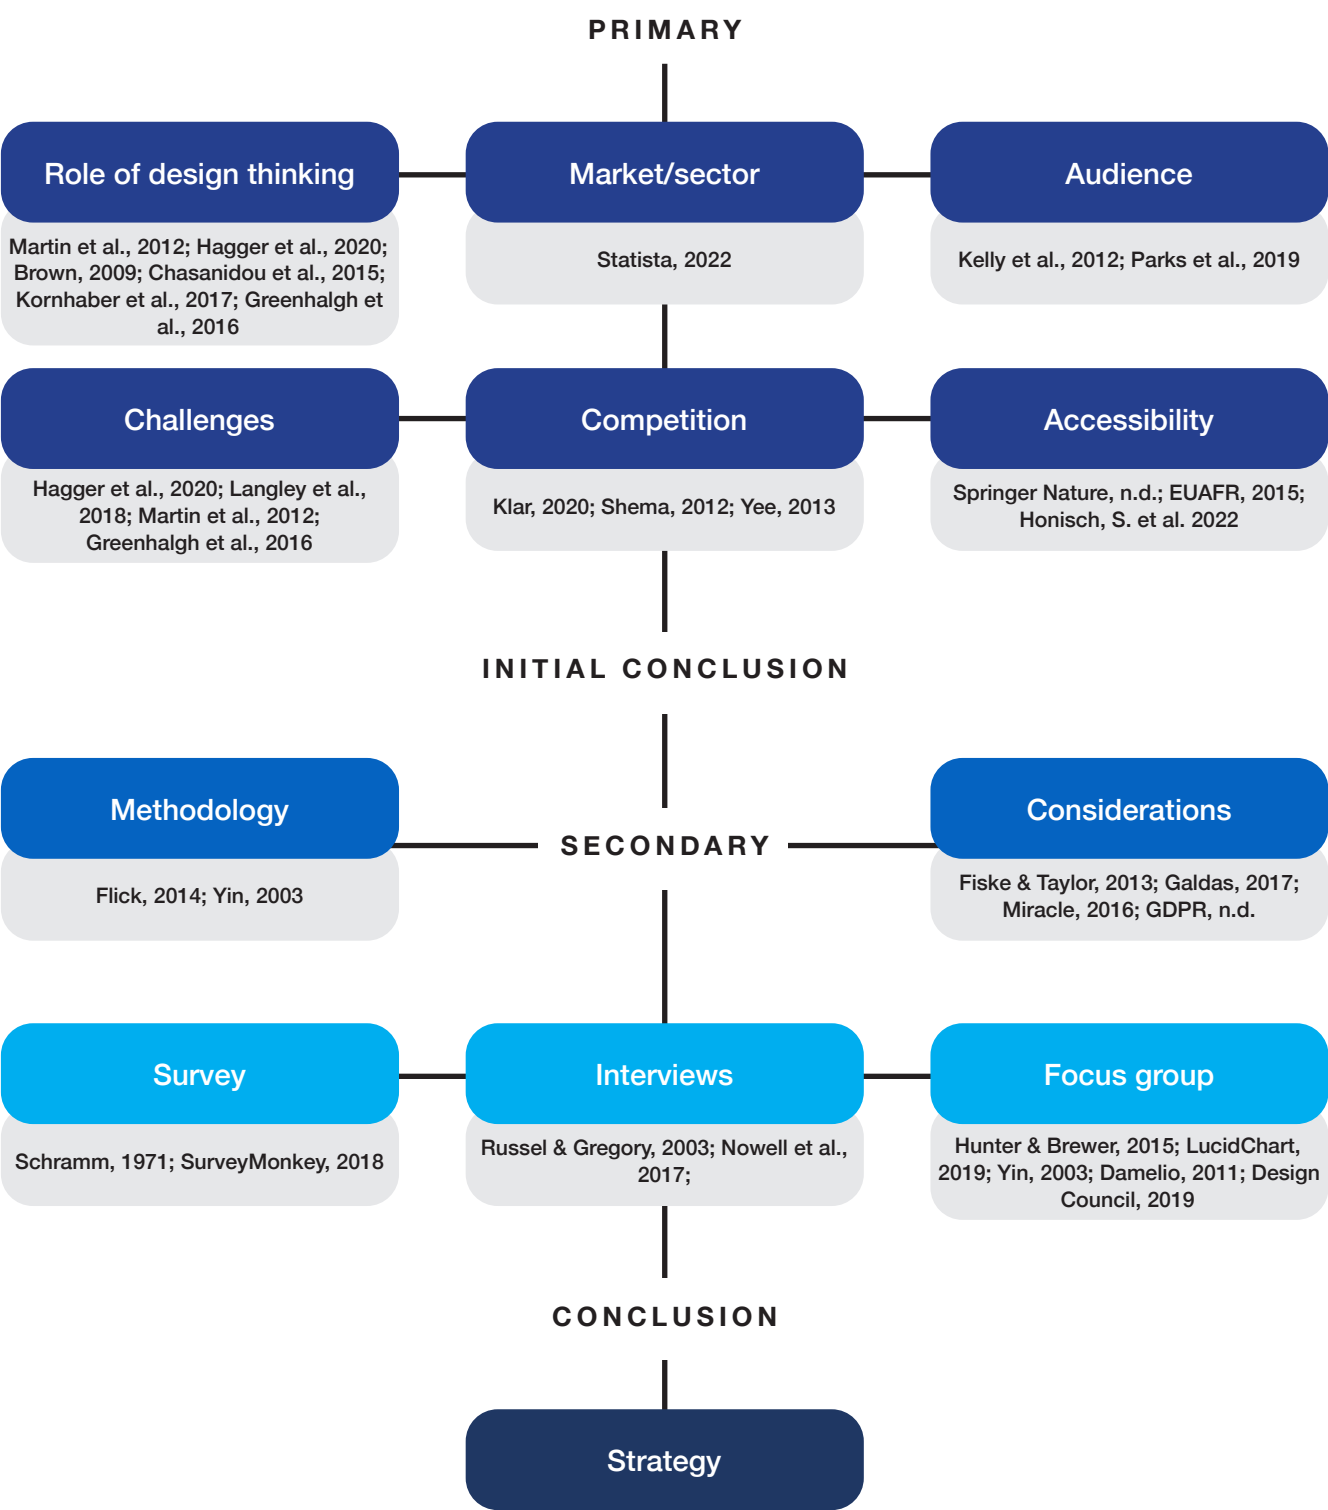 PRIMARY
Role of design thinking
Market/sector
Audience
Martin et al., 2012; Hagger et al., 2020;
Brown, 2009; Chasanidou et al., 2015;
Kornhaber et al., 2017; Greenhalgh et
al., 2016
Statista, 2022
Kelly et al., 2012; Parks et al., 2019
Challenges
Competition
Accessibility
Hagger et al., 2020; Langley et al.,
2018; Martin et al., 2012;
Greenhalgh et al., 2016
Klar, 2020; Shema, 2012; Yee, 2013
Springer Nature, n.d.; EUAFR, 2015;
Honisch, S. et al. 2022
INITIAL CONCLUSION
Methodology
Considerations
SECONDARY
Flick, 2014; Yin, 2003
Fiske & Taylor, 2013; Galdas, 2017;
Miracle, 2016; GDPR, n.d.
Survey
Interviews
Focus group
Schramm, 1971; SurveyMonkey, 2018
Russel & Gregory, 2003; Nowell et al.,
2017;
Hunter & Brewer, 2015; LucidChart,
2019; Yin, 2003; Damelio, 2011; Design
Council, 2019
CONCLUSION
Strategy